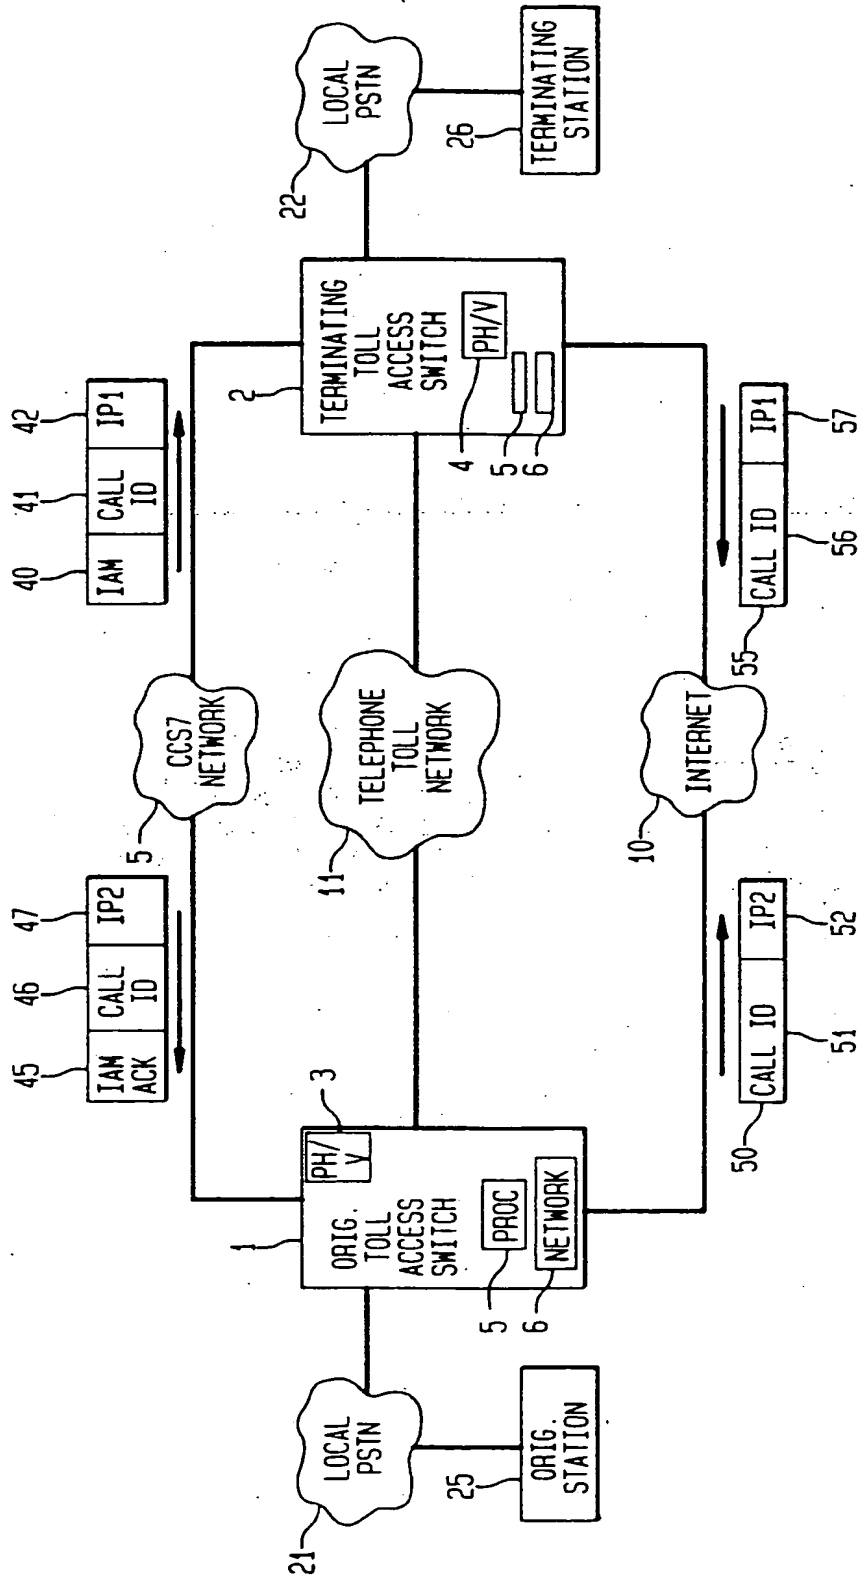 45
46
47
IAM
ACK
CALL
ID
IP2
40
41
42
IAM
CALL
ID
IP1
5
CCS7
NETWORK
21
LOCAL
PSTN
1
ORIG.
TOLL
ACCESS
SWITCH
PH/
V
3
5
PROC
6
NETWORK
11
TELEPHONE
TOLL
NETWORK
2
TERMINATING
TOLL
ACCESS
SWITCH
4
PH/V
5
6
22
LOCAL
PSTN
25
ORIG.
STATION
26
TERMINATING
STATION
10
INTERNET
50
CALL ID
IP2
51
52
55
CALL ID
IP1
56
57